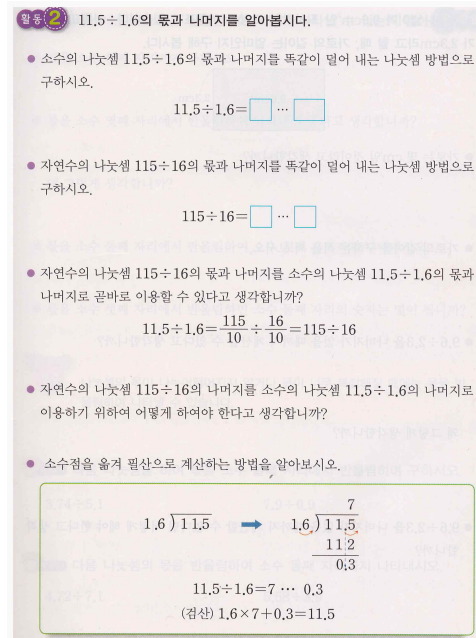 활동 2 11.5÷1.6의 몫과 나머지를 알아봅시다.
● 소수의 나눗셈 11.5÷1.6의 몫과 나머지를 똑같이 덜어 내는 나눗셈 방법으로
구하시오.
11.5÷1.6=□ … □
● 자연수의 나눗셈 115÷16의 몫과 나머지를 똑같이 덜어 내는 나눗셈 방법으로
구하시오.
115÷16=□ … □
● 자연수의 나눗셈 115÷16의 몫과 나머지를 소수의 나눗셈 11.5÷1.6의 몫과
나머지로 곧바로 이용할 수 있다고 생각합니까?
11.5÷1.6=115/10÷16/10=115÷16
● 자연수의 나눗셈 115÷16의 나머지를 소수의 나눗셈 11.5÷1.6의 나머지로
이용하기 위하여 어떻게 하여야 한다고 생각합니까?
● 소수점을 옮겨 필산으로 계산하는 방법을 알아보시오.
7
1.6)11.5 ➡ 1.6)11.5
11 2
0.3
11.5÷1.6=7 … 0.3
(검산) 1.6×7+0.3=11.5